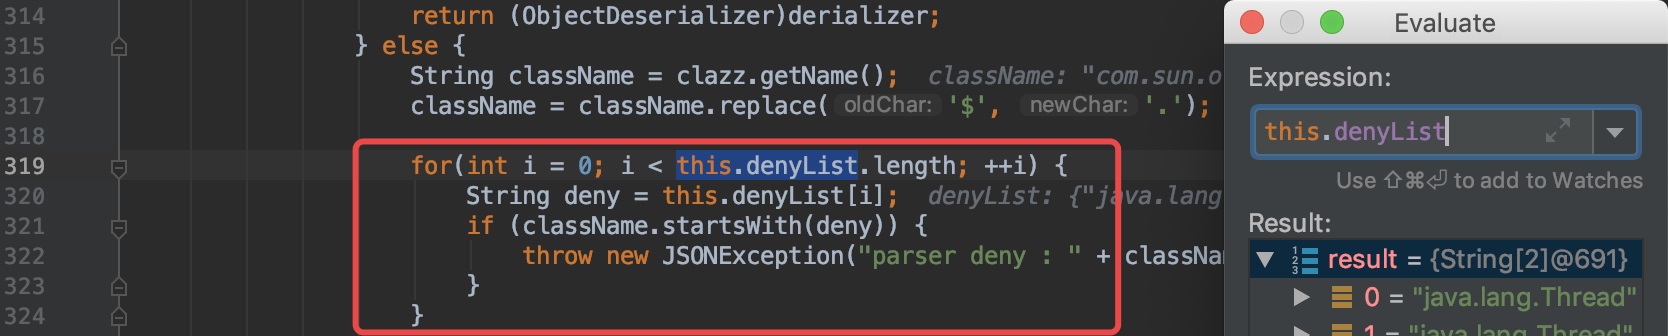 314 return (ObjectDeserializer)derializer;
315 } else {
316 String className = clazz.getName(); className: "com.sun.o
317 className = className.replace( oldChar: '$', newChar: '.');
318
319 for(int i = 0; i < this.denyList.length; ++i) {
320 String deny = this.denyList[i]; denyList: {"java.lang
321 if (className.startsWith(deny)) {
322 throw new JSONException("parser deny : " + classNam
323 }
324 }
Evaluate
Expression:
this.denyList
Use ⇧⌘⏎ to add to Watches
Result:
result = {String[2]@691}
0 = "java.lang.Thread"
1 = "java.lang.Thread"